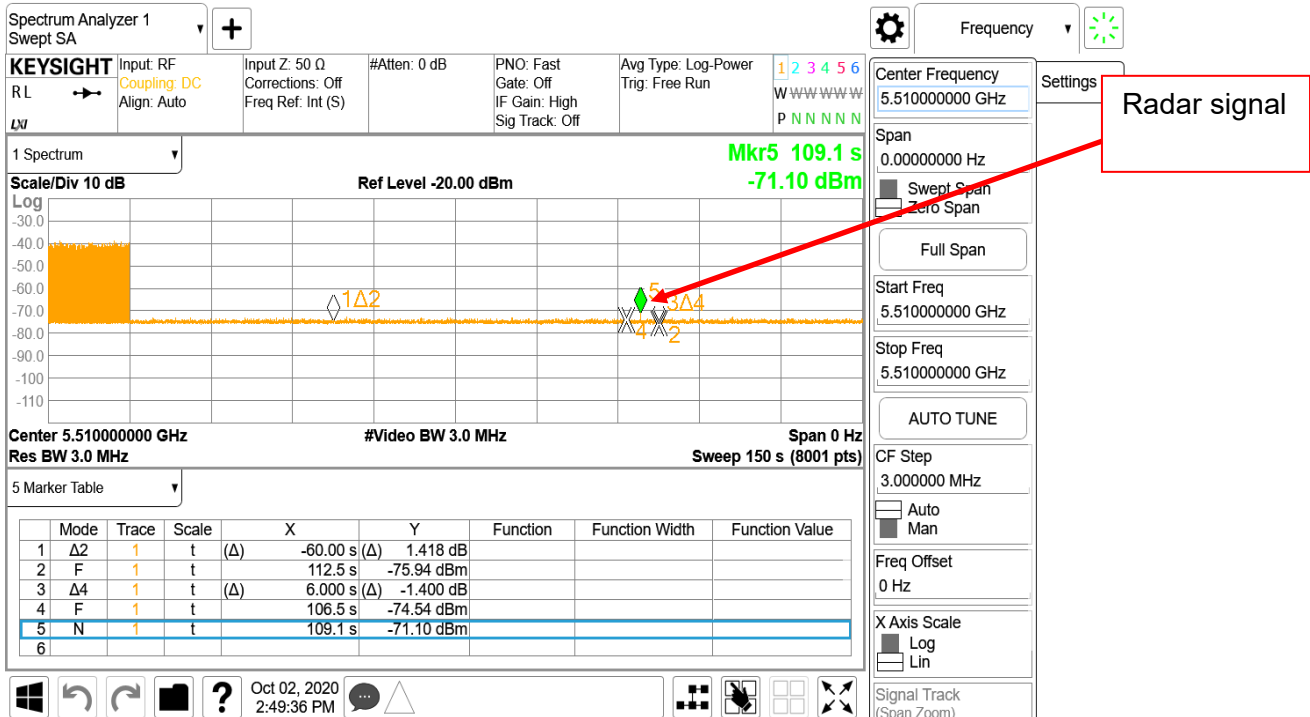 Spectrum Analyzer 1
Swept SA
Frequency
KEYSIGHT
R L
LXI
Input: RF
Coupling: DC
Align: Auto
Input Z: 50 Ω
Corrections: Off
Freq Ref: Int (S)
#Atten: 0 dB
PNO: Fast
Gate: Off
IF Gain: High
Sig Track: Off
Avg Type: Log-Power
Trig: Free Run
1 2 3 4 5 6
W W W W W W
P N N N N N
Center Frequency
5.510000000 GHz
Settings
Radar signal
Span
0.00000000 Hz
Swept Span
Zero Span
Full Span
Start Freq
5.510000000 GHz
Stop Freq
5.510000000 GHz
AUTO TUNE
CF Step
3.000000 MHz
Auto
Man
Freq Offset
0 Hz
X Axis Scale
Log
Lin
Signal Track
(Span Zoom)
1 Spectrum
Mkr5 109.1 s
-71.10 dBm
Scale/Div 10 dB
Ref Level -20.00 dBm
Log
-30.0
-40.0
-50.0
-60.0
-70.0
-80.0
-90.0
-100
-110
1Δ2
5
3Δ4
4
2
Center 5.510000000 GHz
#Video BW 3.0 MHz
Span 0 Hz
Res BW 3.0 MHz
Sweep 150 s (8001 pts)
5 Marker Table
Mode Trace Scale X Y Function Function Width Function Value
1 Δ2 1 t (Δ) -60.00 s (Δ) 1.418 dB
2 F 1 t 112.5 s -75.94 dBm
3 Δ4 1 t (Δ) 6.000 s (Δ) -1.400 dB
4 F 1 t 106.5 s -74.54 dBm
5 N 1 t 109.1 s -71.10 dBm
6
?
Oct 02, 2020
2:49:36 PM